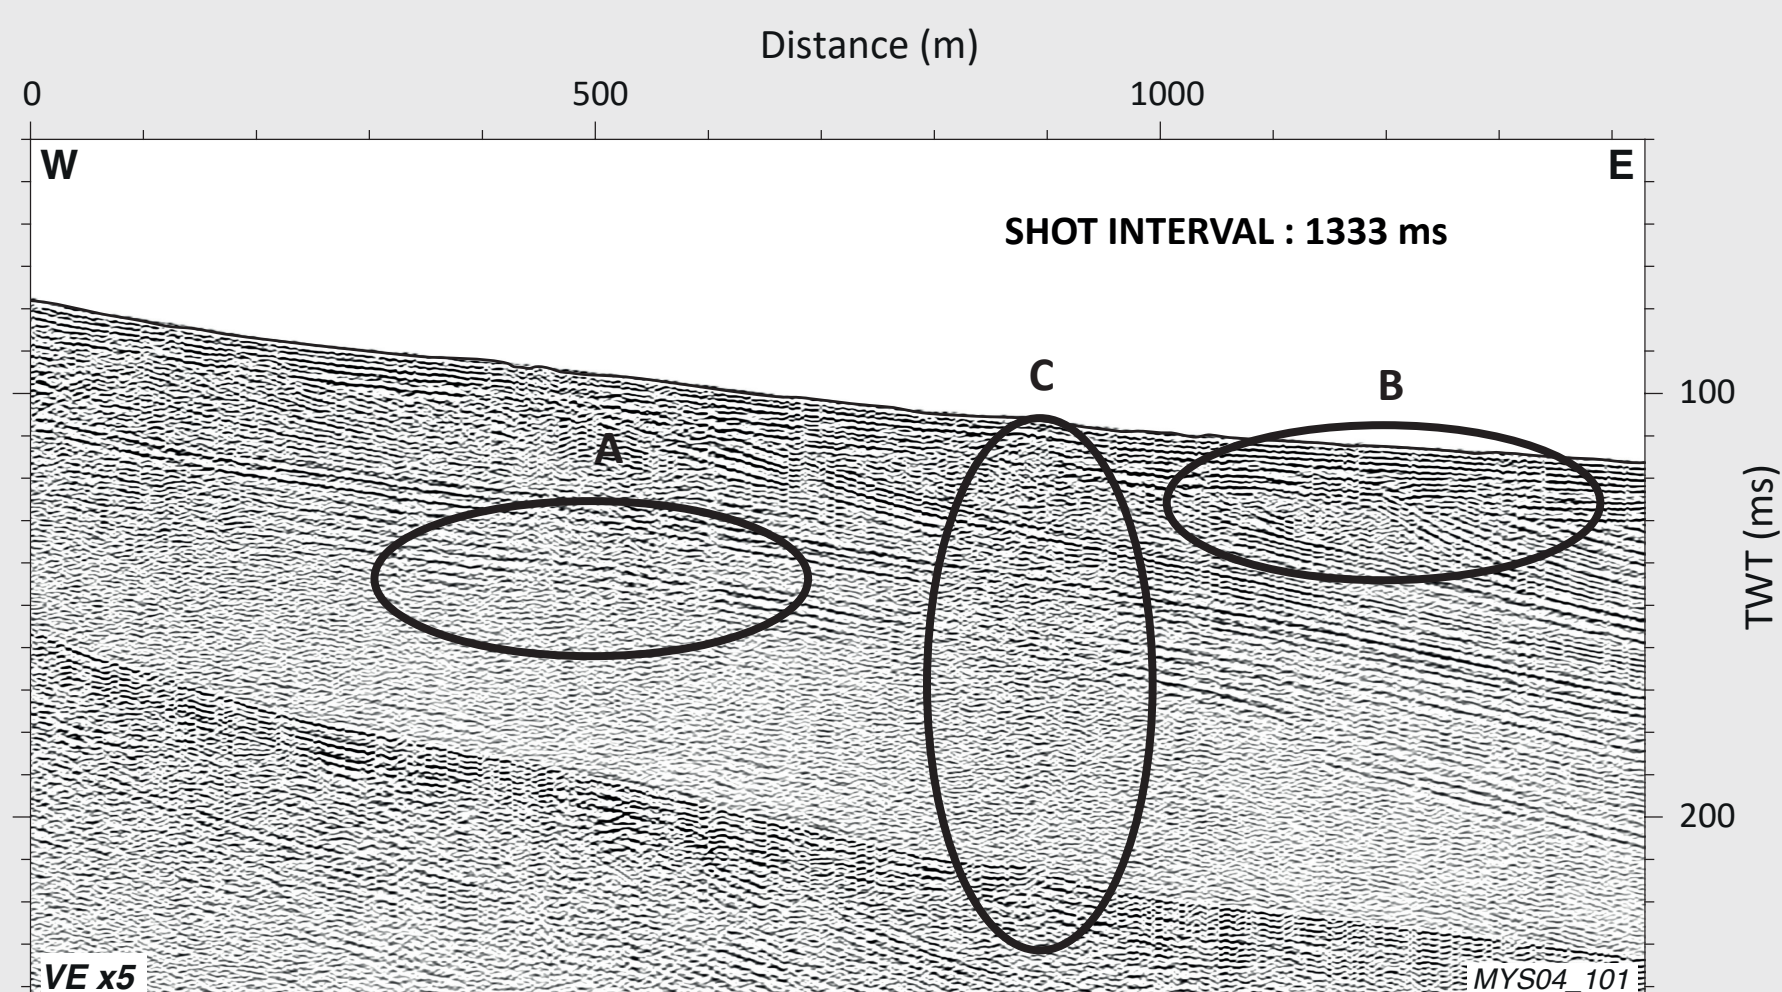 Distance (m)
0 500 1000
W E
SHOT INTERVAL : 1333 ms
C
B
100
A
TWT (ms)
200
VE x5
MYS04_101